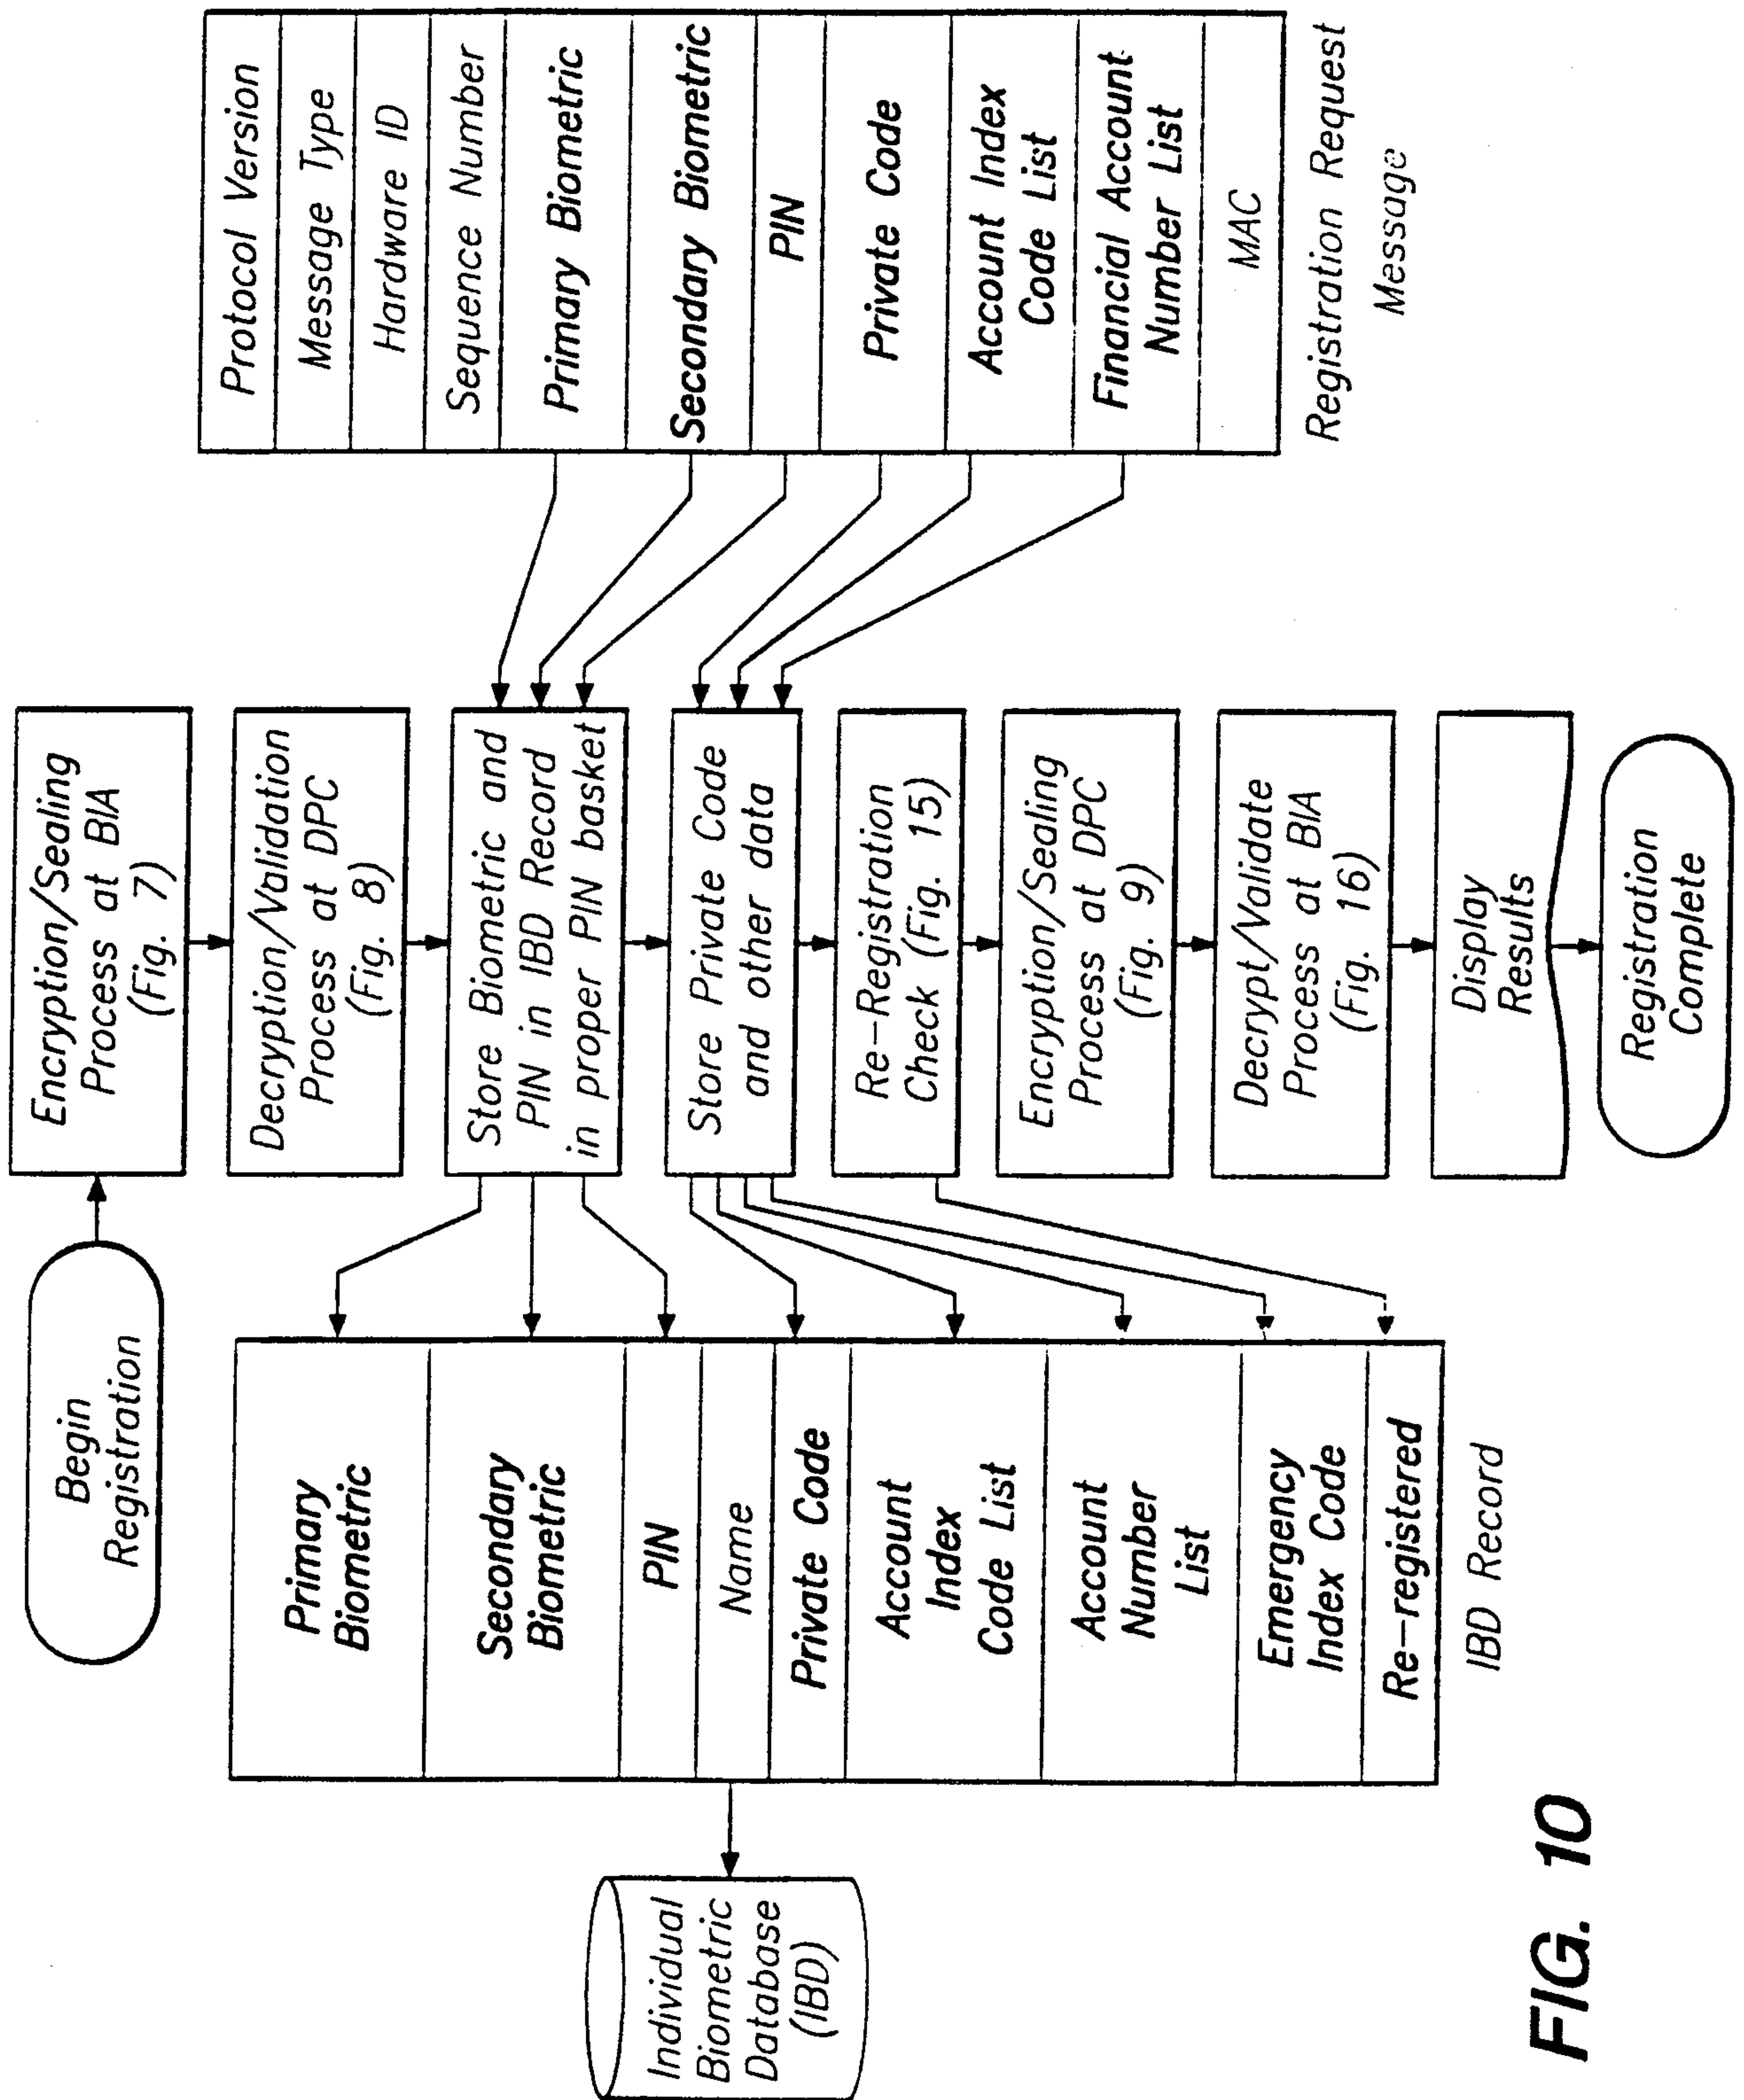 Begin
Registration
Encryption/Sealing
Process at BIA
(Fig. 7)
Decryption/Validation
Process at DPC
(Fig. 8)
Store Biometric and
PIN in IBD Record
in proper PIN basket
Store Private Code
and other data
Re-Registration
Check (Fig. 15)
Encryption/Sealing
Process at DPC
(Fig. 9)
Decrypt/Validate
Process at BIA
(Fig. 16)
Display
Results
Registration
Complete
Protocol Version
Message Type
Hardware ID
Sequence Number
Primary Biometric
Secondary Biometric
PIN
Private Code
Account Index
Code List
Financial Account
Number List
MAC
Registration Request
Message
Primary
Biometric
Secondary
Biometric
PIN
Name
Private Code
Account
Index
Code List
Account
Number
List
Emergency
Index Code
Re-registered
IBD Record
Individual
Biometric
Database
(IBD)
FIG. 10